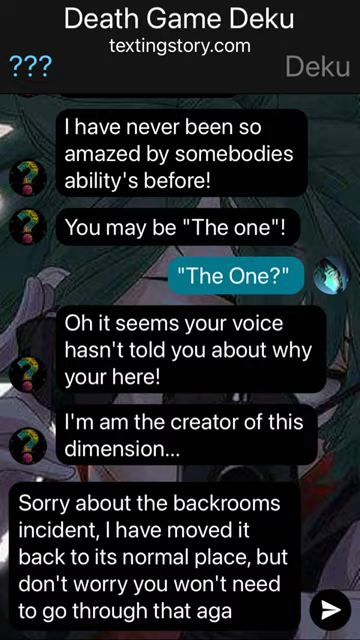 Death Game Deku
textingstory.com
??? Deku
I have never been so
amazed by somebodies
ability's before!
You may be "The one"!
"The One?"
Oh it seems your voice
hasn't told you about why
your here!
I'm am the creator of this
dimension...
Sorry about the backrooms
incident, I have moved it
back to its normal place, but
don't worry you won't need
to go through that aga